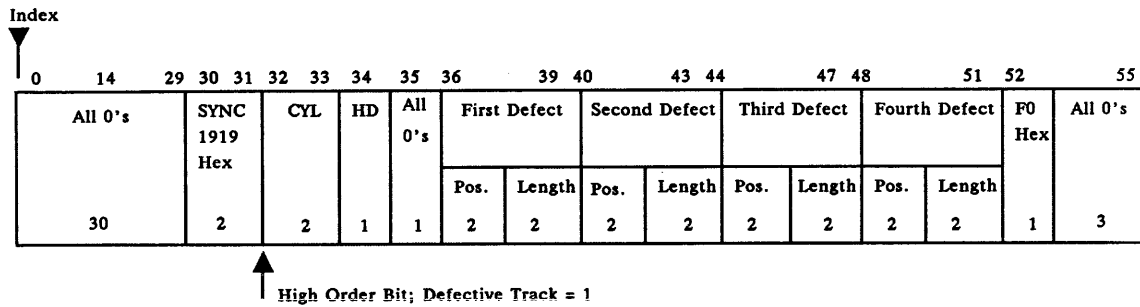 Index
0 14 29 30 31 32 33 34 35 36 39 40 43 44 47 48 51 52 55
All 0's SYNC CYL HD All First Defect Second Defect Third Defect Fourth Defect F0 All 0's
1919 0's Hex
Hex
Pos. Length Pos. Length Pos. Length Pos. Length
30 2 2 1 1 2 2 2 2 2 2 2 2 1 3
High Order Bit; Defective Track = 1